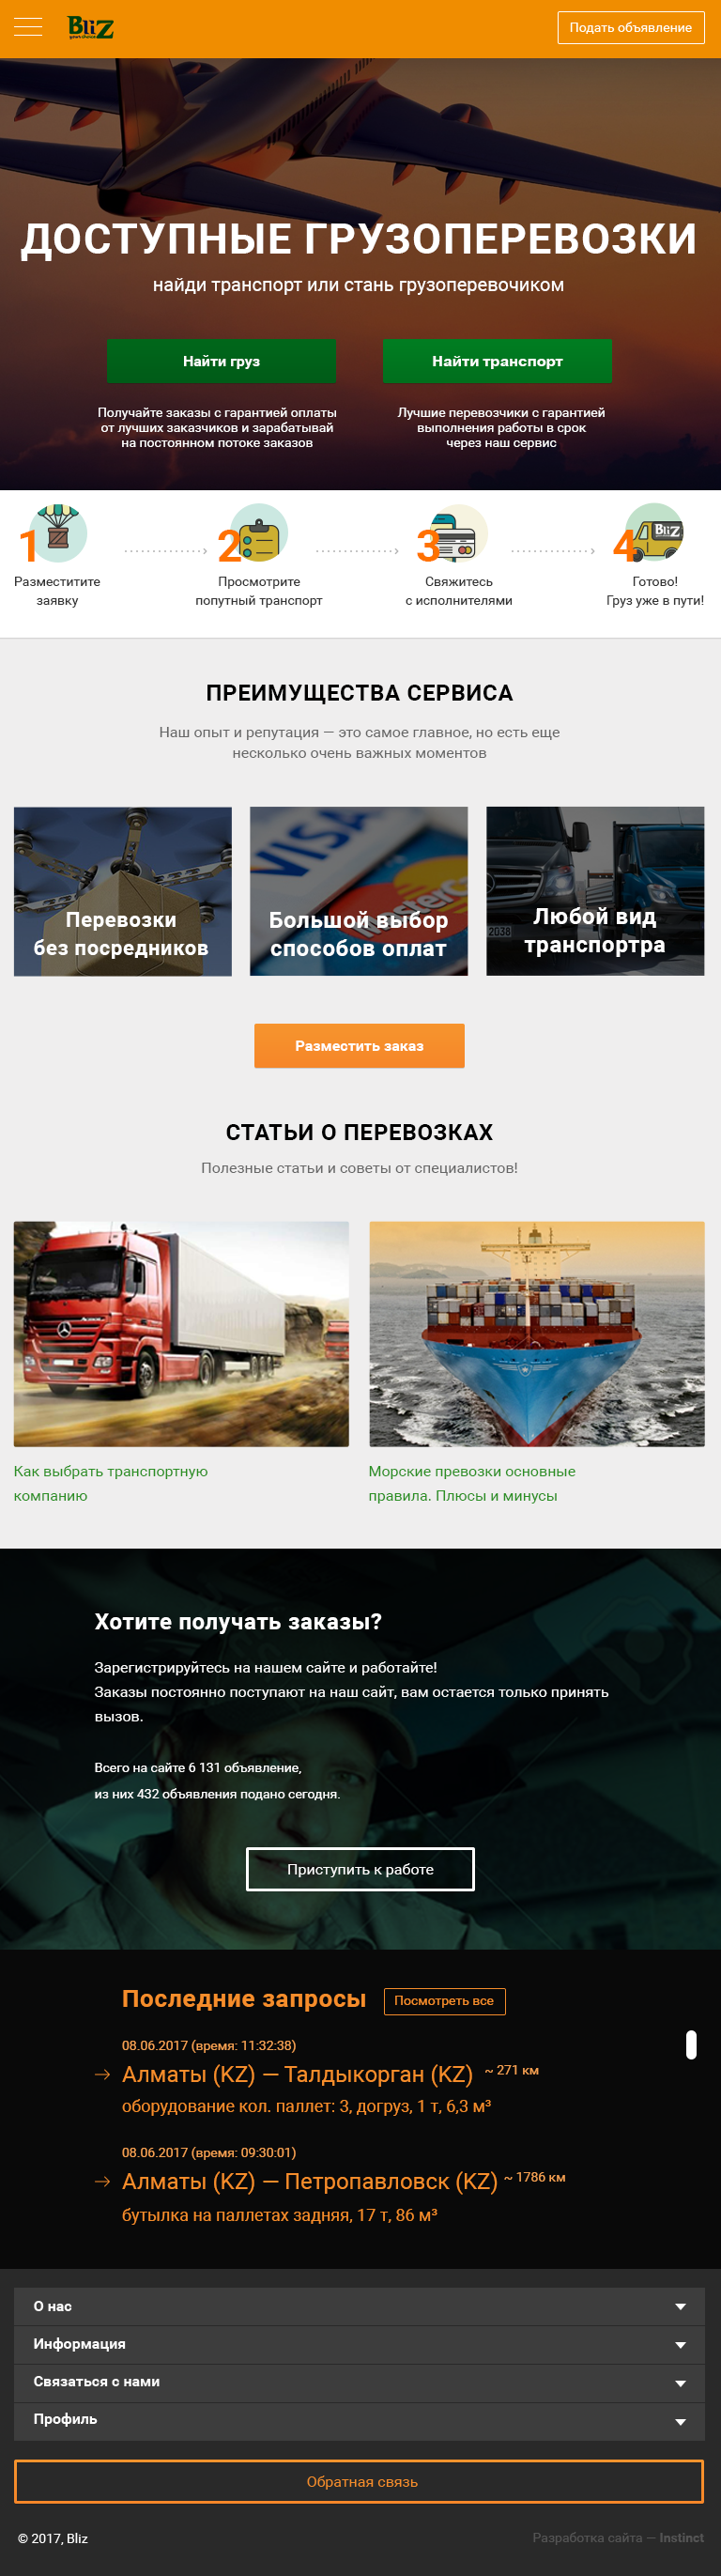 BliZ
Подать объявление
ДОСТУПНЫЕ ГРУЗОПЕРЕВОЗКИ
найди транспорт или стань грузоперевочиком
Найти груз
Найти транспорт
Получайте заказы с гарантией оплаты
от лучших заказчиков и зарабатывай
на постоянном потоке заказов
Лучшие перевозчики с гарантией
выполнения работы в срок
через наш сервис
1
Разместитите
заявку
2
Просмотрите
попутный транспорт
3
Свяжитесь
с исполнителями
BliZ
4
Готово!
Груз уже в пути!
ПРЕИМУЩЕСТВА СЕРВИСА
Наш опыт и репутация — это самое главное, но есть еще
несколько очень важных моментов
Перевозки
без посредников
VISA
MasterC
Большой выбор
способов оплат
2038
Любой вид
транспортра
Разместить заказ
СТАТЬИ О ПЕРЕВОЗКАХ
Полезные статьи и советы от специалистов!
Как выбрать транспортную
компанию
Морские превозки основные
правила. Плюсы и минусы
Хотите получать заказы?
Зарегистрируйтесь на нашем сайте и работайте!
Заказы постоянно поступают на наш сайт, вам остается только принять
вызов.
Всего на сайте 6 131 объявление,
из них 432 объявления подано сегодня.
Приступить к работе
Последние запросы
Посмотреть все
08.06.2017 (время: 11:32:38)
Алматы (KZ) — Талдыкорган (KZ) ~ 271 км
оборудование кол. паллет: 3, догруз, 1 т, 6,3 м³
08.06.2017 (время: 09:30:01)
Алматы (KZ) — Петропавловск (KZ) ~ 1786 км
бутылка на паллетах задняя, 17 т, 86 м³
О нас
Информация
Связаться с нами
Профиль
Обратная связь
© 2017, Bliz
Разработка сайта — Instinct